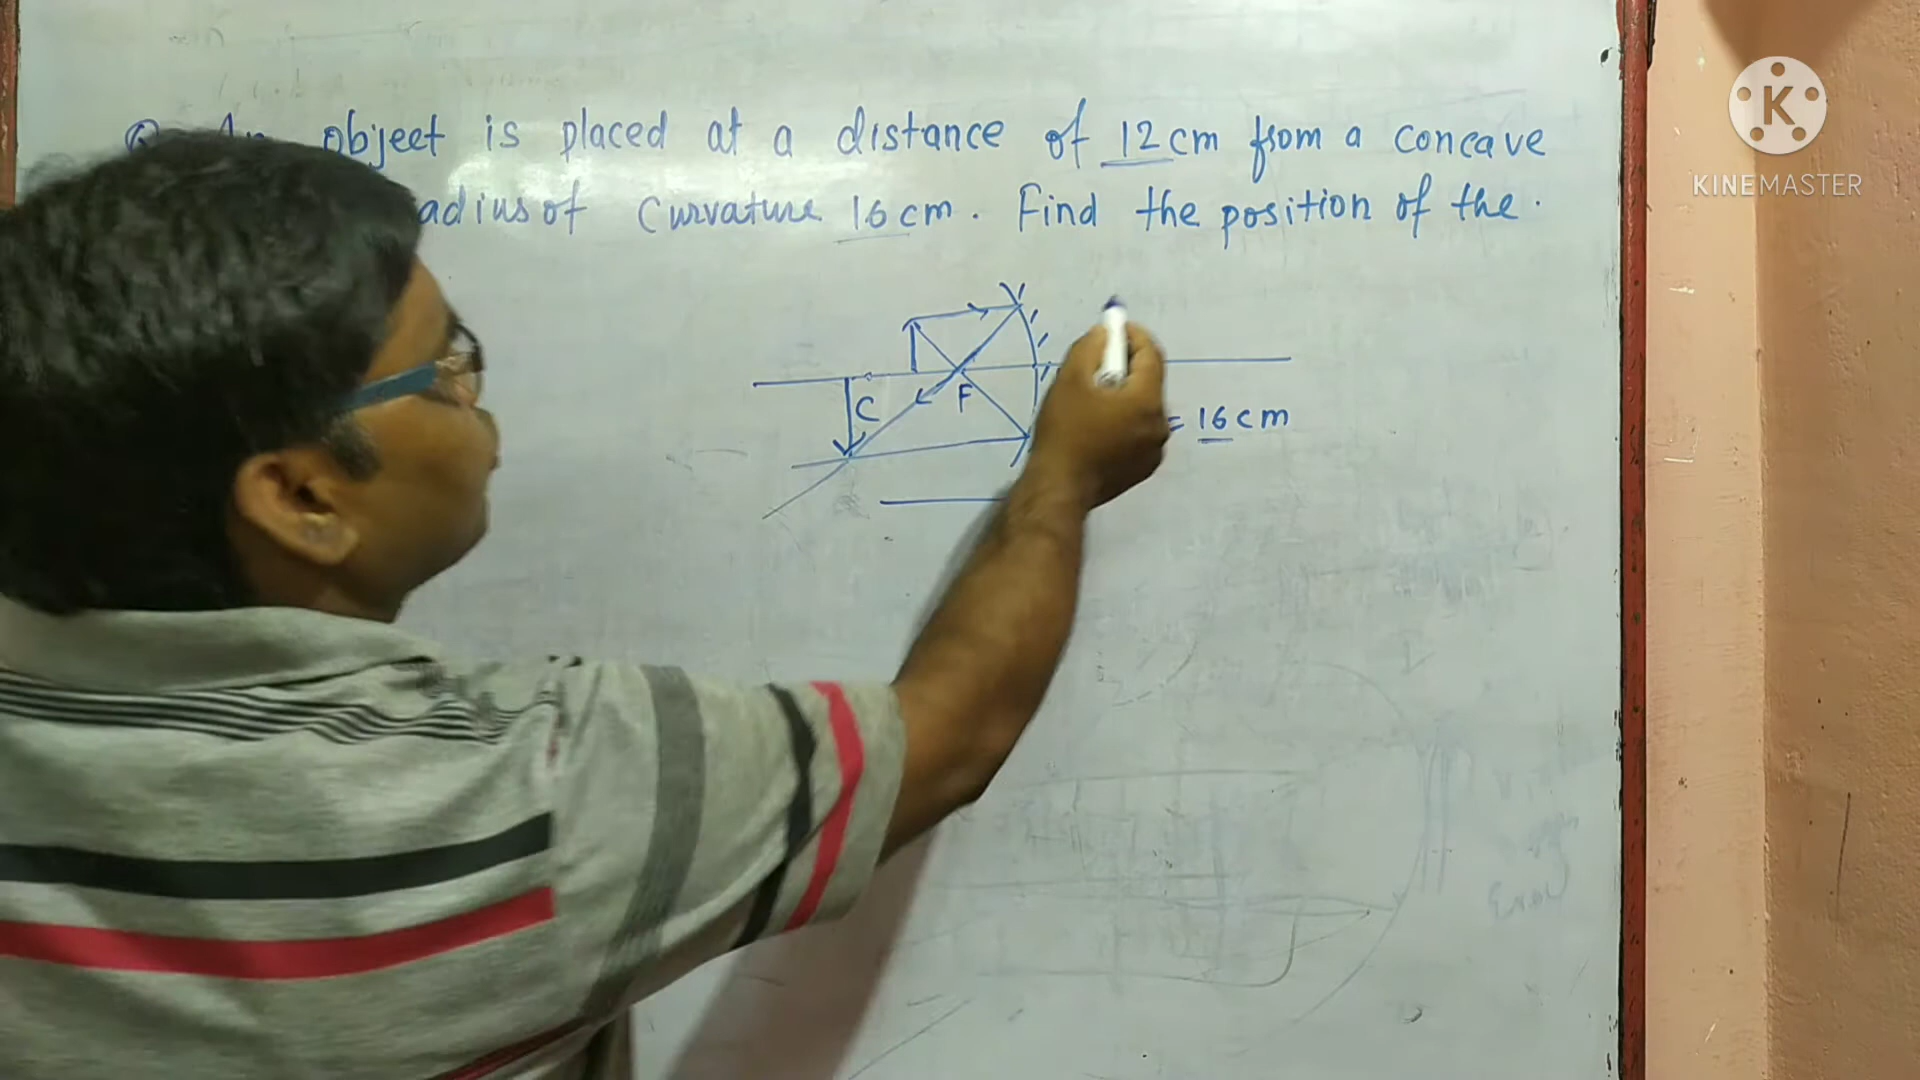 object is placed at a distance of 12 cm from a concave
adius of curvature 16 cm. Find the position of the.
C
F
= 16 cm
KINEMASTER
K